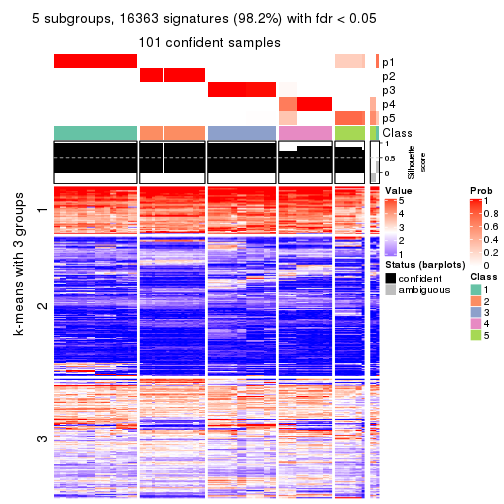 5 subgroups, 16363 signatures (98.2%) with fdr < 0.05
101 confident samples
p1
p2
p3
p4
p5
Class
1
0.5
0
Silhouette
score
k-means with 3 groups
1
2
3
Value
5
4
3
2
1
Status (barplots)
confident
ambiguous
Prob
1
0.8
0.6
0.4
0.2
0
Class
1
2
3
4
5